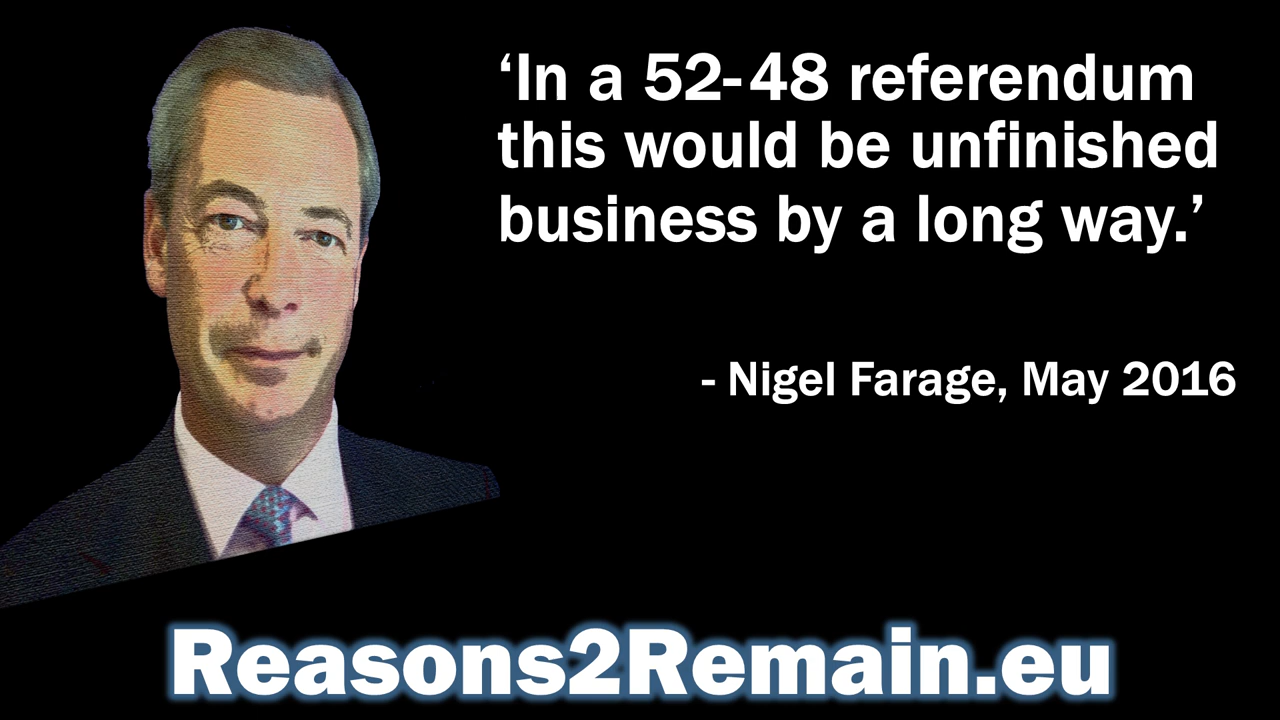 ‘In a 52-48 referendum
this would be unfinished
business by a long way.’
- Nigel Farage, May 2016
Reasons2Remain.eu